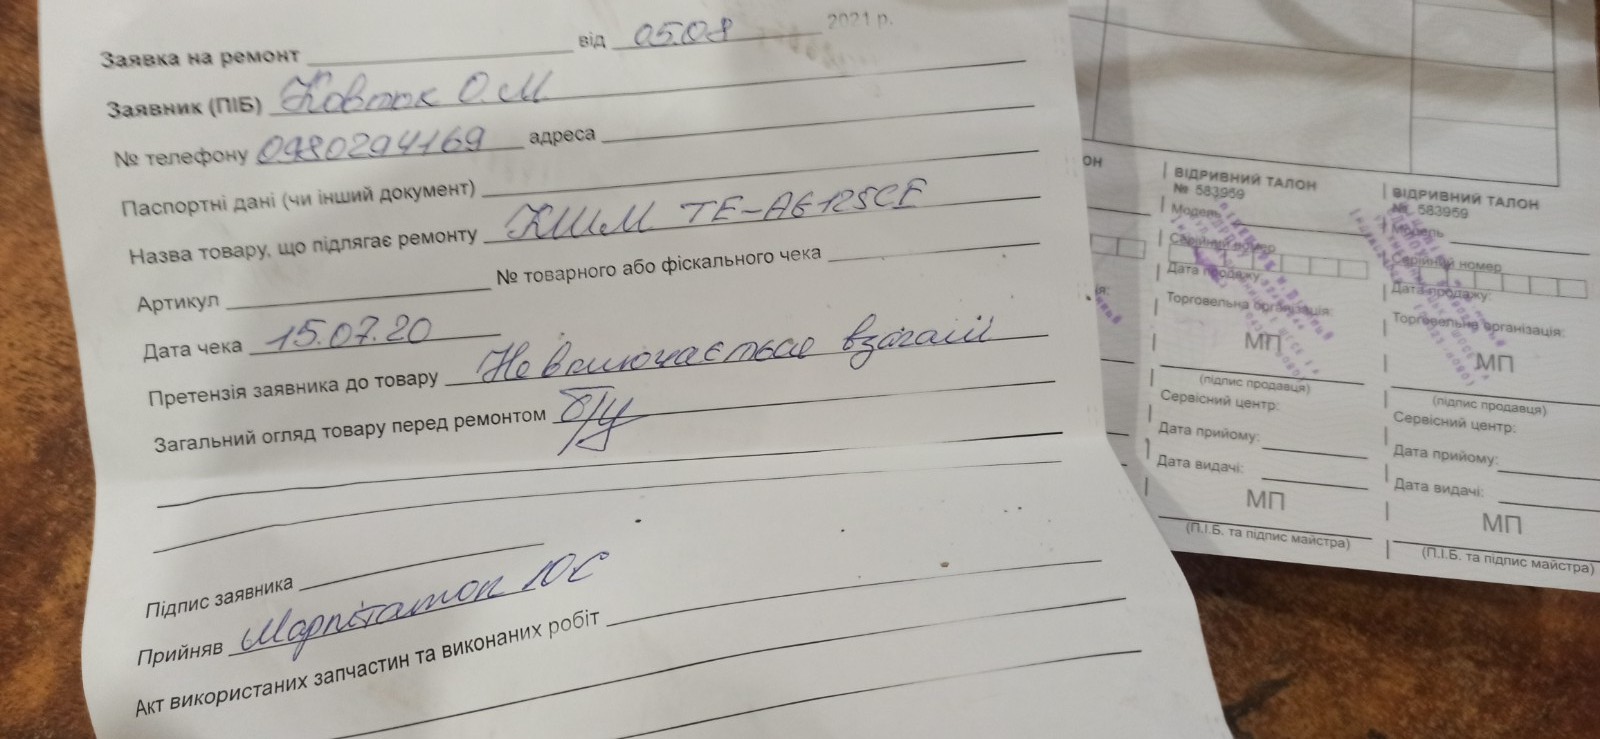 Заявка на ремонт від 05.08 2021 р.
Заявник (ПІБ) Ковтюк О.М
№ телефону 0980294169 адреса
Паспортні дані (чи інший документ)
Назва товару, що підлягає ремонту КШМ TE-AG125CE
Артикул № товарного або фіскального чека
Дата чека 15.07.20
Претензія заявника до товару Не включається взагалі
Загальний огляд товару перед ремонтом б/у
Підпис заявника
Прийняв Ю С
Акт використаних запчастин та виконаних робіт
ВІДРИВНИЙ ТАЛОН
№ 583959
Модель
Серійний номер
Дата продажу:
Торговельна організація:
МП
(підпис продавця)
Сервісний центр:
Дата прийому:
Дата видачі:
МП
(П.І.Б. та підпис майстра)
ВІДРИВНИЙ ТАЛОН
№ 583959
Модель
Серійний номер
Дата продажу:
Торговельна організація:
МП
(підпис продавця)
Сервісний центр:
Дата прийому:
Дата видачі:
МП
(П.І.Б. та підпис майстра)